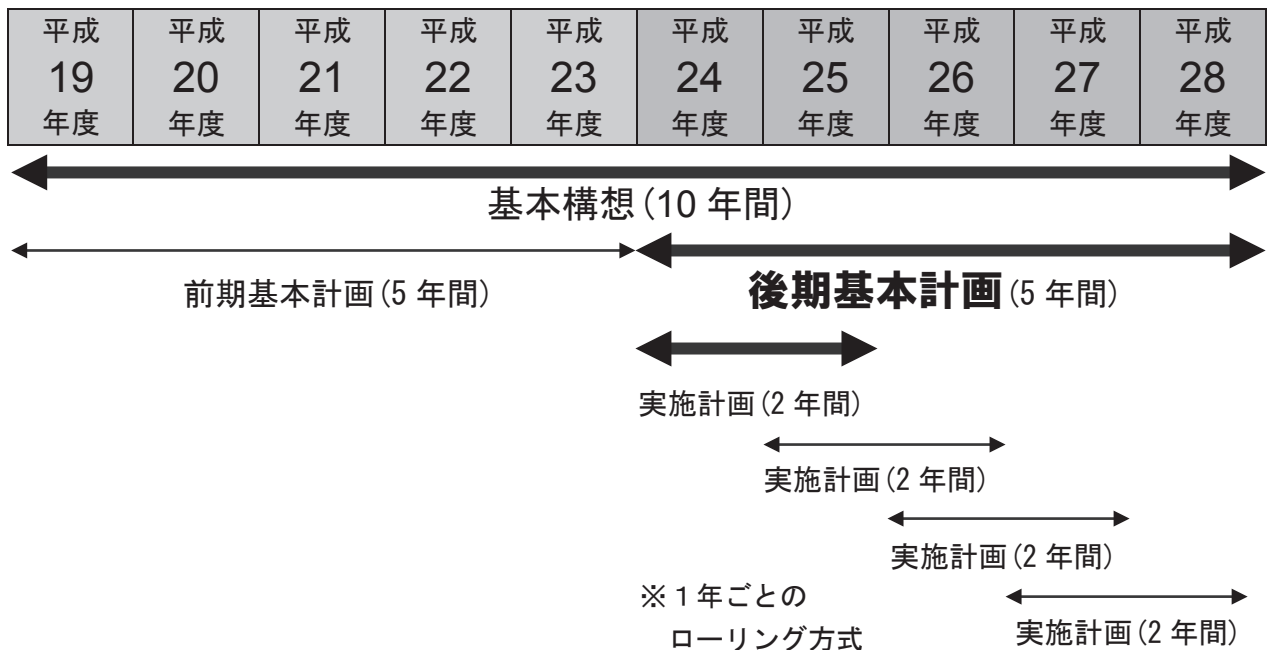 平成 平成 平成 平成 平成 平成 平成 平成 平成 平成
19 20 21 22 23 24 25 26 27 28
年度 年度 年度 年度 年度 年度 年度 年度 年度 年度
基本構想(10 年間)
前期基本計画(5 年間) 後期基本計画(5 年間)
実施計画(2 年間)
実施計画(2 年間)
実施計画(2 年間)
※1年ごとの
ローリング方式 実施計画(2 年間)